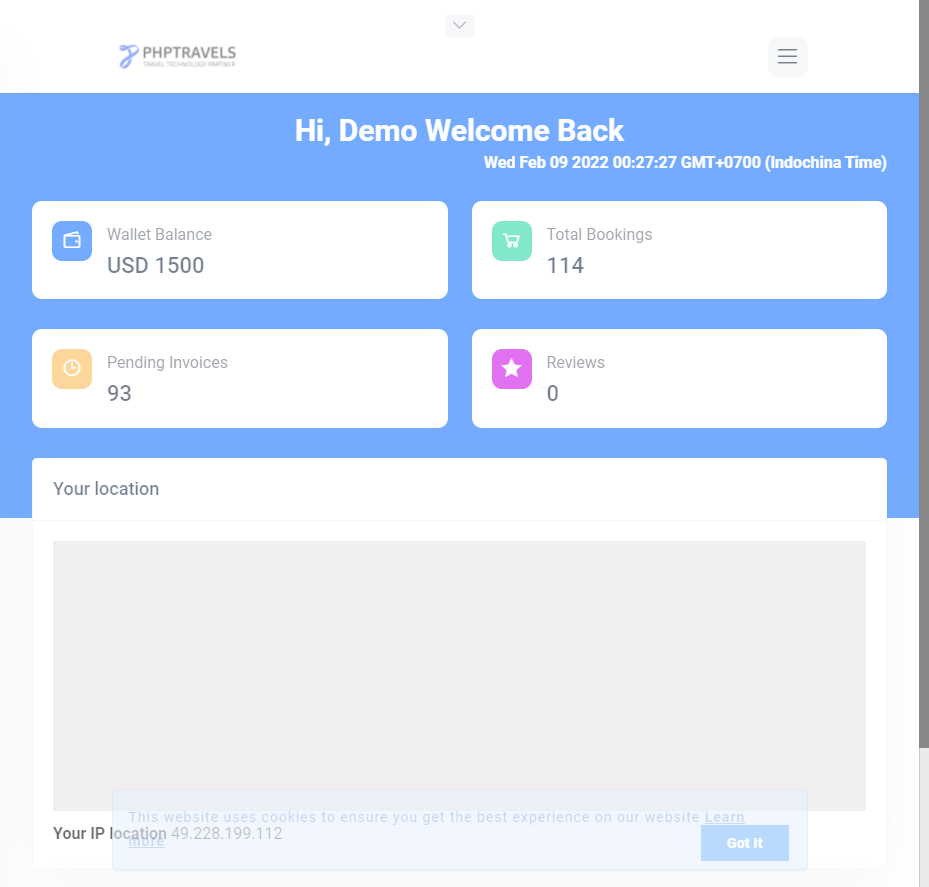 PHPTRAVELS
TRAVEL TECHNOLOGY PARTNER
Hi, Demo Welcome Back
Wed Feb 09 2022 00:27:27 GMT+0700 (Indochina Time)
Wallet Balance
USD 1500
Total Bookings
114
Pending Invoices
93
Reviews
0
Your location
This website uses cookies to ensure you get the best experience on our website Learn
more
Your IP location 49.228.199.112
Got It